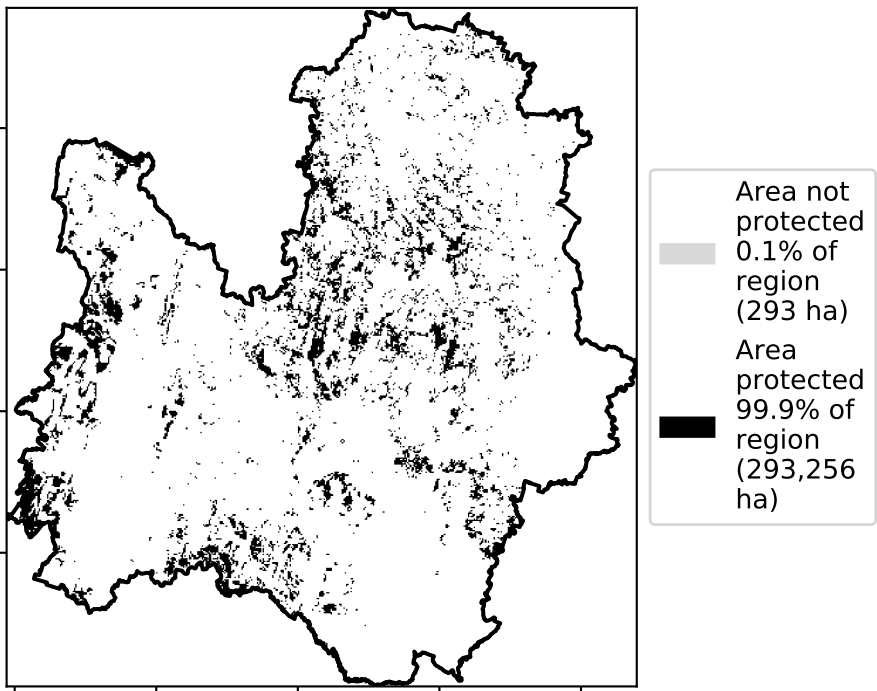 Area not
protected
0.1% of
region
(293 ha)
Area
protected
99.9% of
region
(293,256
ha)